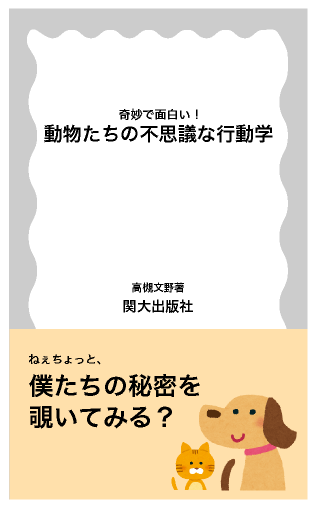 奇妙で面白い！
動物たちの不思議な行動学
高槻文野著
関大出版社
ねぇちょっと、
僕たちの秘密を
覗いてみる？